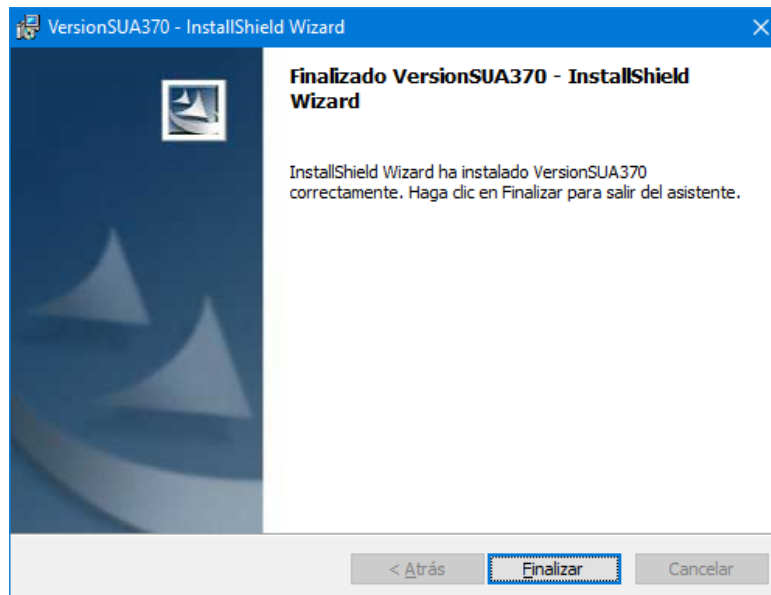 VersionSUA370 - InstallShield Wizard
Finalizado VersionSUA370 - InstallShield
Wizard
InstallShield Wizard ha instalado VersionSUA370
correctamente. Haga clic en Finalizar para salir del asistente.
< Atrás
Finalizar
Cancelar